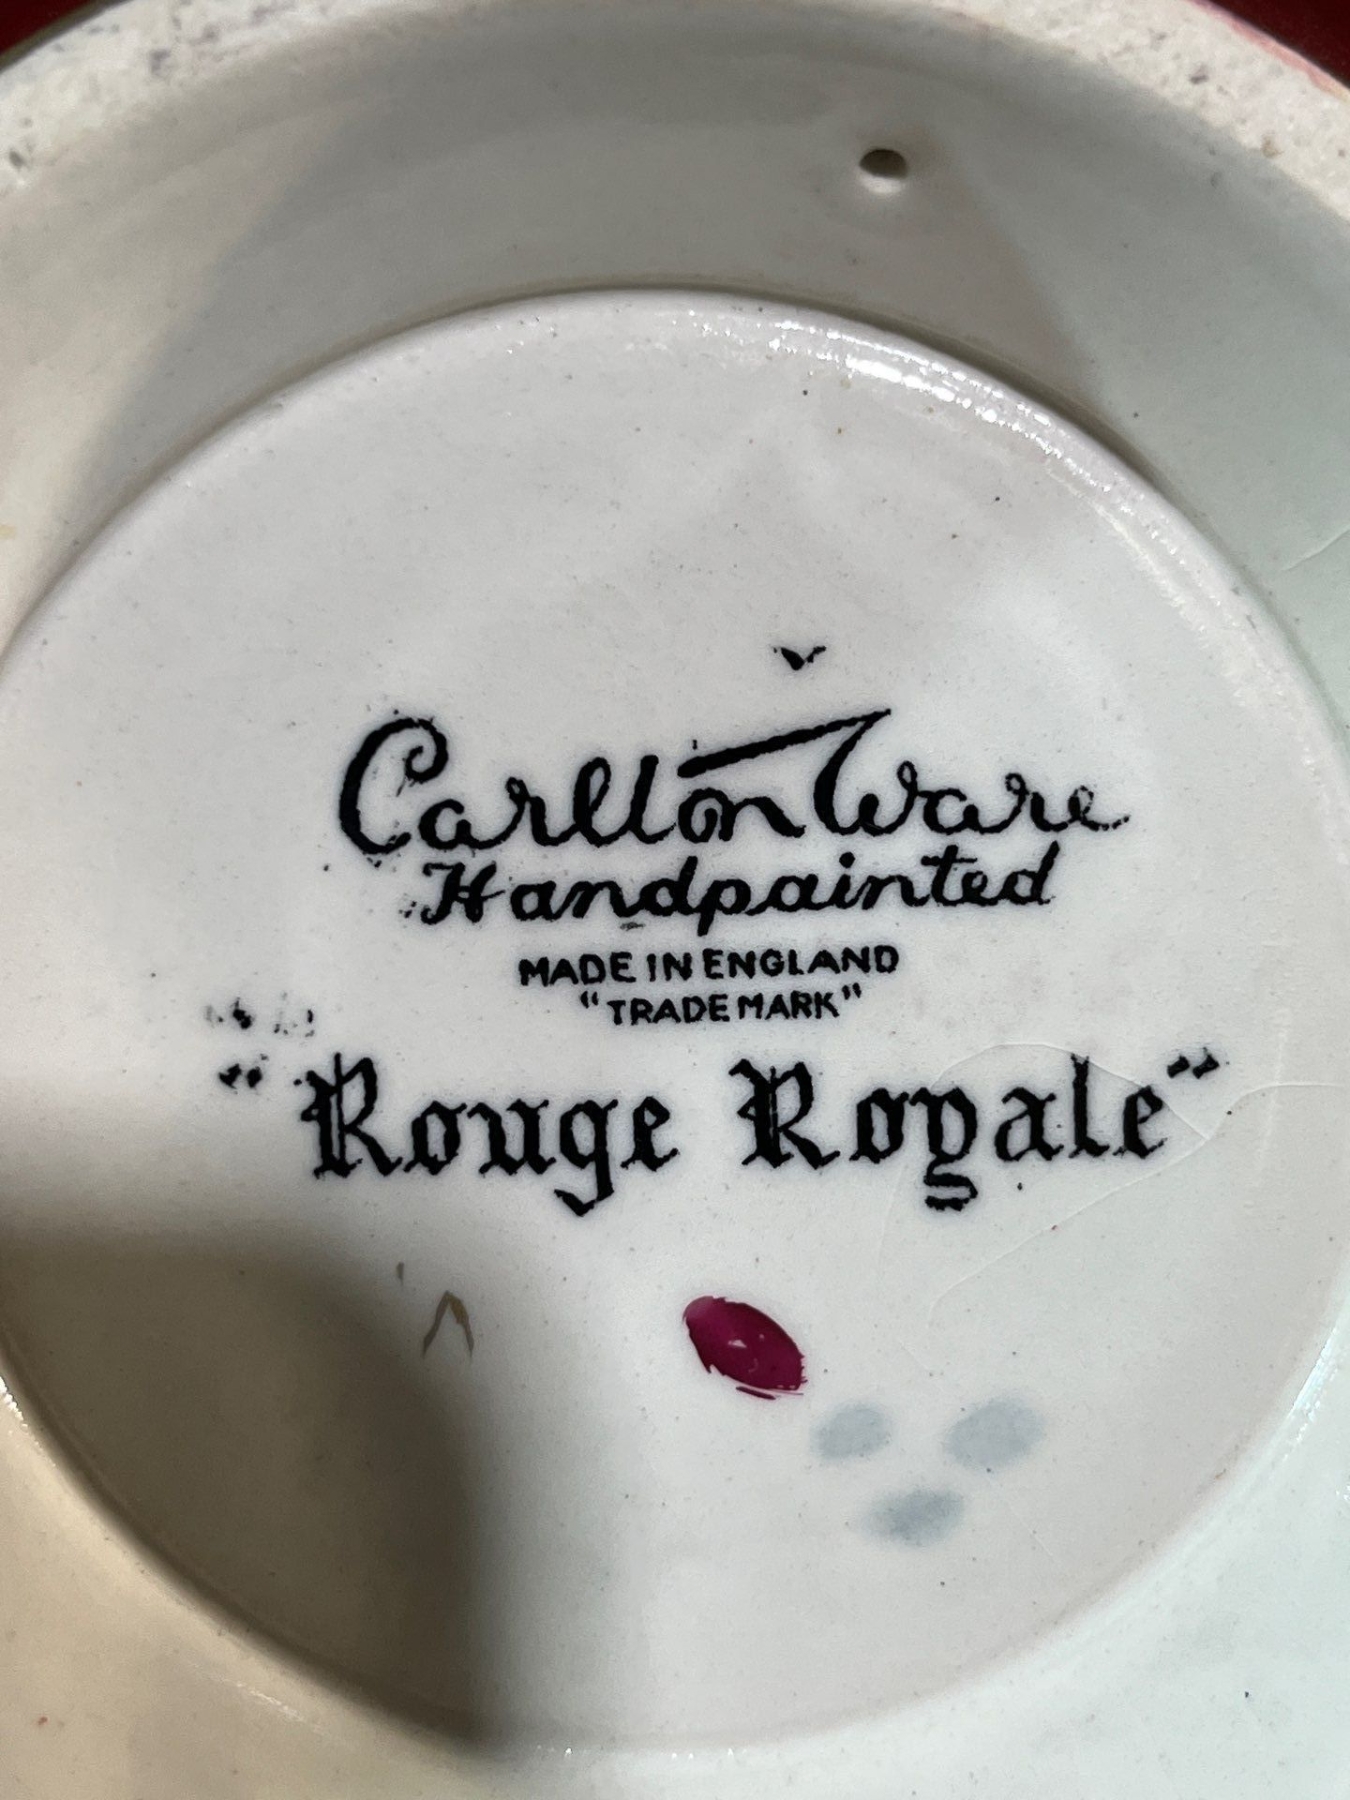 Carlton Ware
Handpainted
MADE IN ENGLAND
"TRADE MARK"
"Rouge Royale"